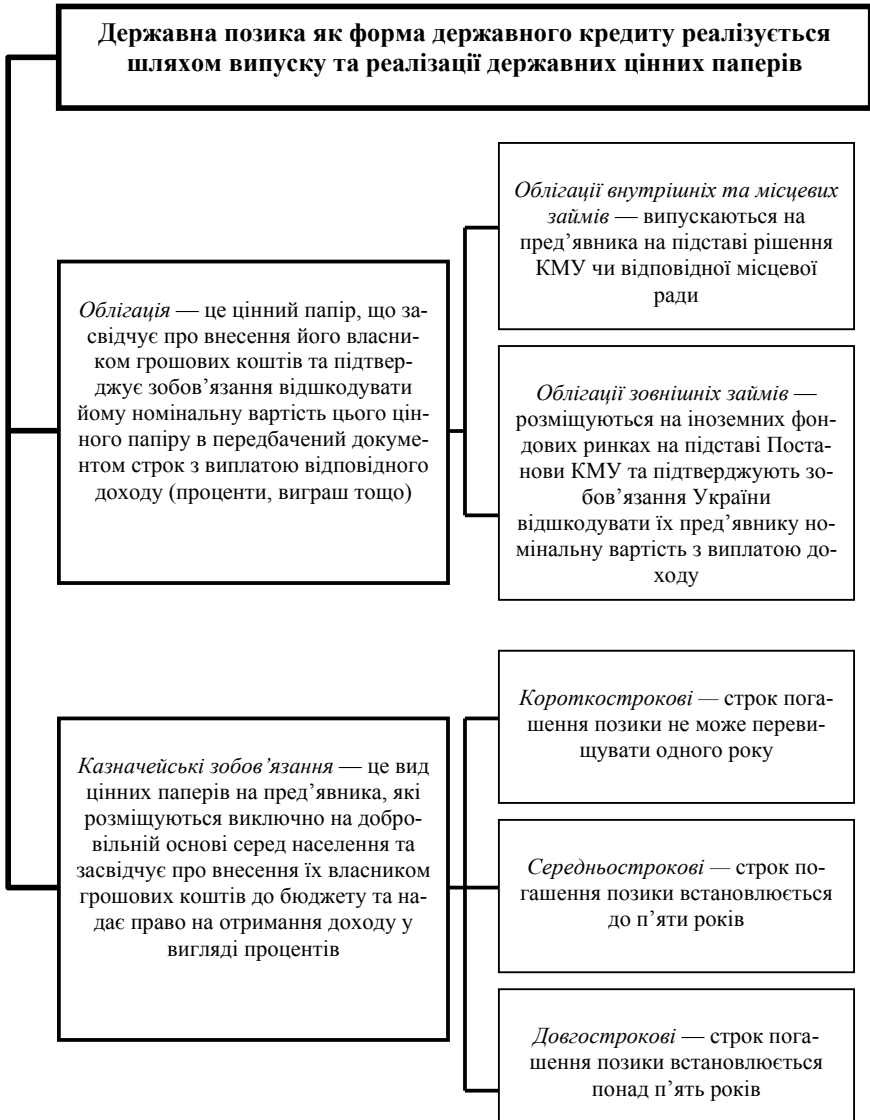 Державна позика як форма державного кредиту реалізується
шляхом випуску та реалізації державних цінних паперів
Облігація — це цінний папір, що за-
свідчує про внесення його власни-
ком грошових коштів та підтвер-
джує зобов’язання відшкодувати
йому номінальну вартість цього цін-
ного папіру в передбачений докуме-
нтом строк з виплатою відповідного
доходу (проценти, виграш тощо)
Облігації внутрішніх та місцевих
займів — випускаються на
пред’явника на підставі рішення
КМУ чи відповідної місцевої
ради
Облігації зовнішніх займів —
розміщуються на іноземних фон-
дових ринках на підставі Поста-
нови КМУ та підтверджують зо-
бов’язання України
відшкодувати їх пред’явнику но-
мінальну вартість з виплатою до-
ходу
Казначейські зобов’язання — це вид
цінних паперів на пред’явника, які
розміщуються виключно на добро-
вільній основі серед населення та
засвідчує про внесення їх власником
грошових коштів до бюджету та на-
дає право на отримання доходу у
вигляді процентів
Короткострокові — строк пога-
шення позики не може переви-
щувати одного року
Середньострокові — строк по-
гашення позики встановлюється
до п’яти років
Довгострокові — строк пога-
шення позики встановлюється
понад п’ять років